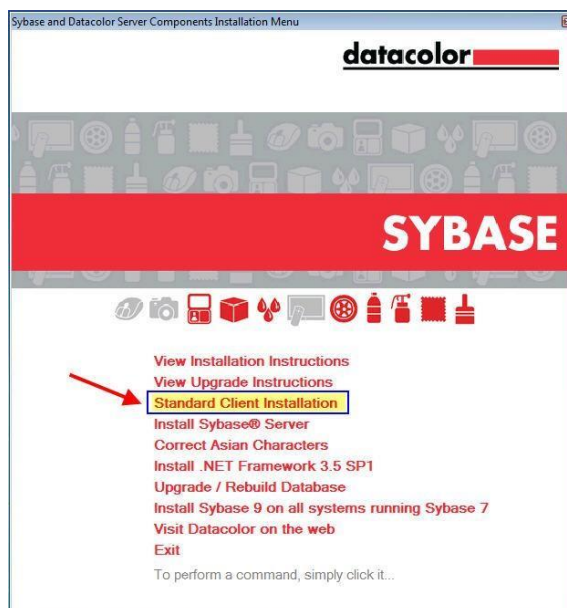 Sybase and Datacolor Server Components Installation Menu
datacolor
SYBASE
View Installation Instructions
View Upgrade Instructions
Standard Client Installation
Install Sybase® Server
Correct Asian Characters
Install .NET Framework 3.5 SP1
Upgrade / Rebuild Database
Install Sybase 9 on all systems running Sybase 7
Visit Datacolor on the web
Exit
To perform a command, simply click it...